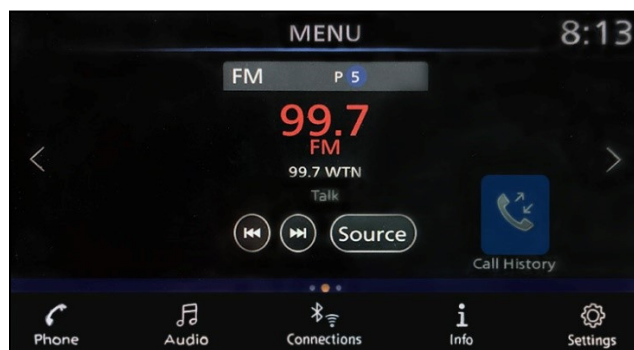 MENU
8:13
FM P 5
99.7
FM
99.7 WTN
Talk
Source
Call History
Phone Audio Connections Info Settings